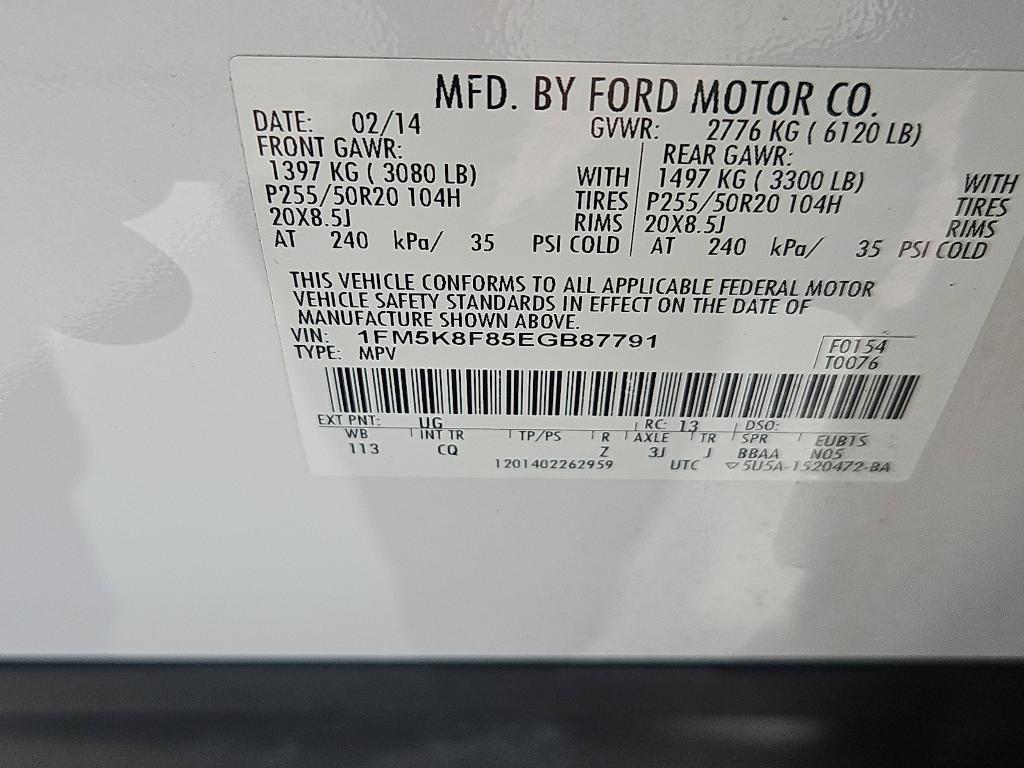 MFD. BY FORD MOTOR CO.
DATE: 02/14 GVWR: 2776 KG ( 6120 LB)
FRONT GAWR: REAR GAWR:
1397 KG ( 3080 LB) WITH 1497 KG ( 3300 LB) WITH
P255/50R20 104H TIRES P255/50R20 104H TIRES
20X8.5J RIMS 20X8.5J RIMS
AT 240 kPa/ 35 PSI COLD AT 240 kPa/ 35 PSI COLD
THIS VEHICLE CONFORMS TO ALL APPLICABLE FEDERAL MOTOR
VEHICLE SAFETY STANDARDS IN EFFECT ON THE DATE OF
MANUFACTURE SHOWN ABOVE.
VIN: 1FM5K8F85EGB87791
TYPE: MPV
F0154
T0076
EXT PNT: UG RC: 13 DSO:
WB INT TR TP/PS R AXLE TR SPR EUB1S
113 CQ Z 3J J BBAA N05
1201402262959 UTC ▽5U5A-1520472-BA